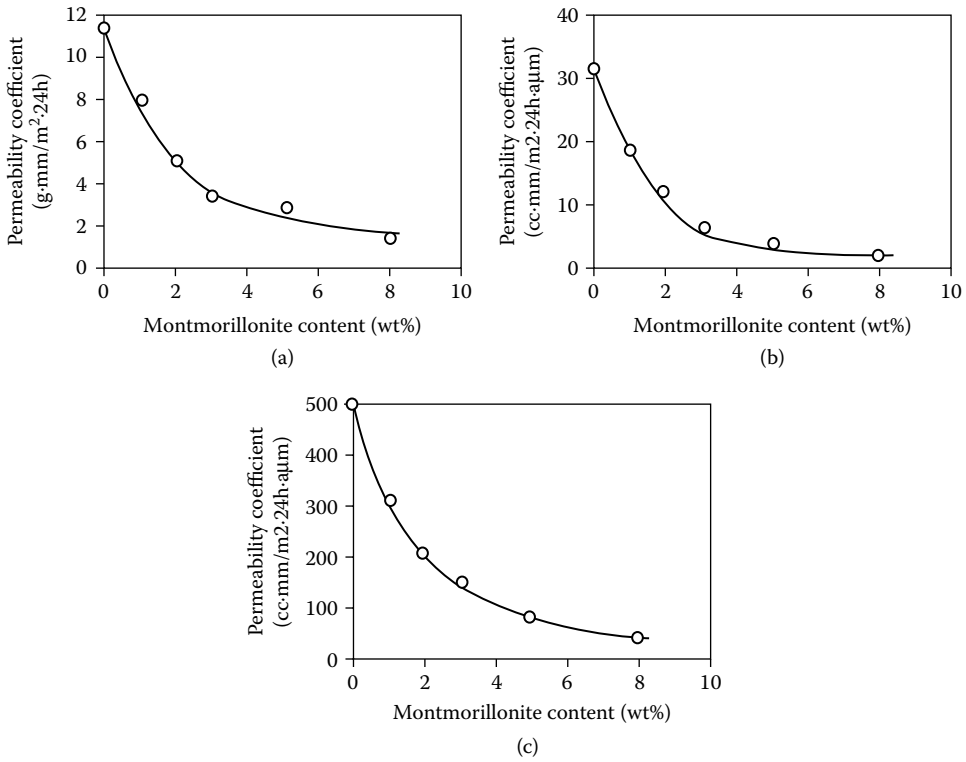 12
10
8
6
4
2
0
Permeability coefficient
(g·mm/m²·24h)
0 2 4 6 8 10
Montmorillonite content (wt%)
(a)
40
30
20
10
0
Permeability coefficient
(cc·mm/m2·24h·aμm)
0 2 4 6 8 10
Montmorillonite content (wt%)
(b)
500
400
300
200
100
0
Permeability coefficient
(cc·mm/m2·24h·aμm)
0 2 4 6 8 10
Montmorillonite content (wt%)
(c)